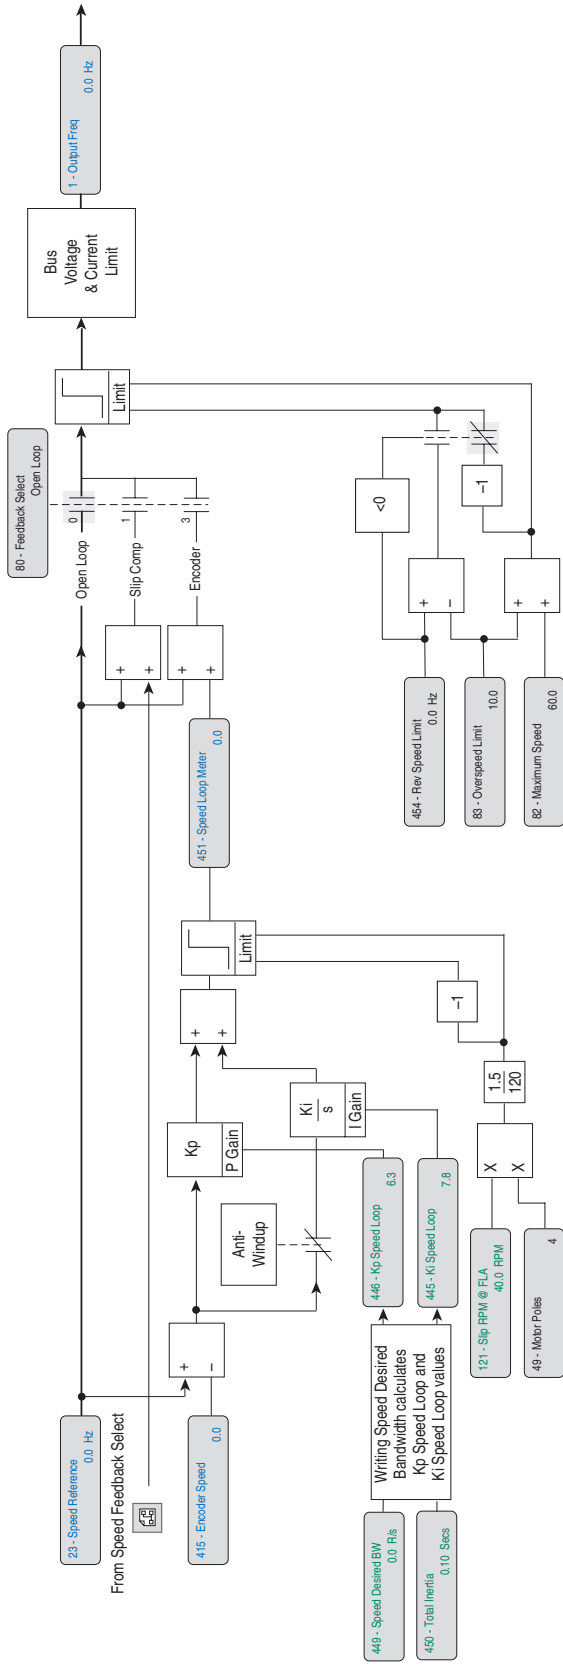 23 - Speed Reference
0.0 Hz
From Speed Feedback Select
415 - Encoder Speed
0.0
+
−
449 - Speed Desired BW
0.0 R/s
450 - Total Inertia
0.10 Secs
Writing Speed Desired
Bandwidth calculates
Kp Speed Loop and
Ki Speed Loop values
Anti-
Windup
446 - Kp Speed Loop
6.3
445 - Ki Speed Loop
7.8
Kp
P Gain
Ki
s
I Gain
121 - Slip RPM @ FLA
40.0 RPM
49 - Motor Poles
4
X
X
1.5
120
−1
+
+
Limit
451 - Speed Loop Meter
0.0
+
+
+
+
80 - Feedback Select
Open Loop
Open Loop
0
Slip Comp
1
Encoder
3
454 - Rev Speed Limit
0.0 Hz
83 - Overspeed Limit
10.0
82 - Maximum Speed
60.0
+
−
+
+
<0
−1
Limit
Bus
Voltage
& Current
Limit
1 - Output Freq
0.0 Hz